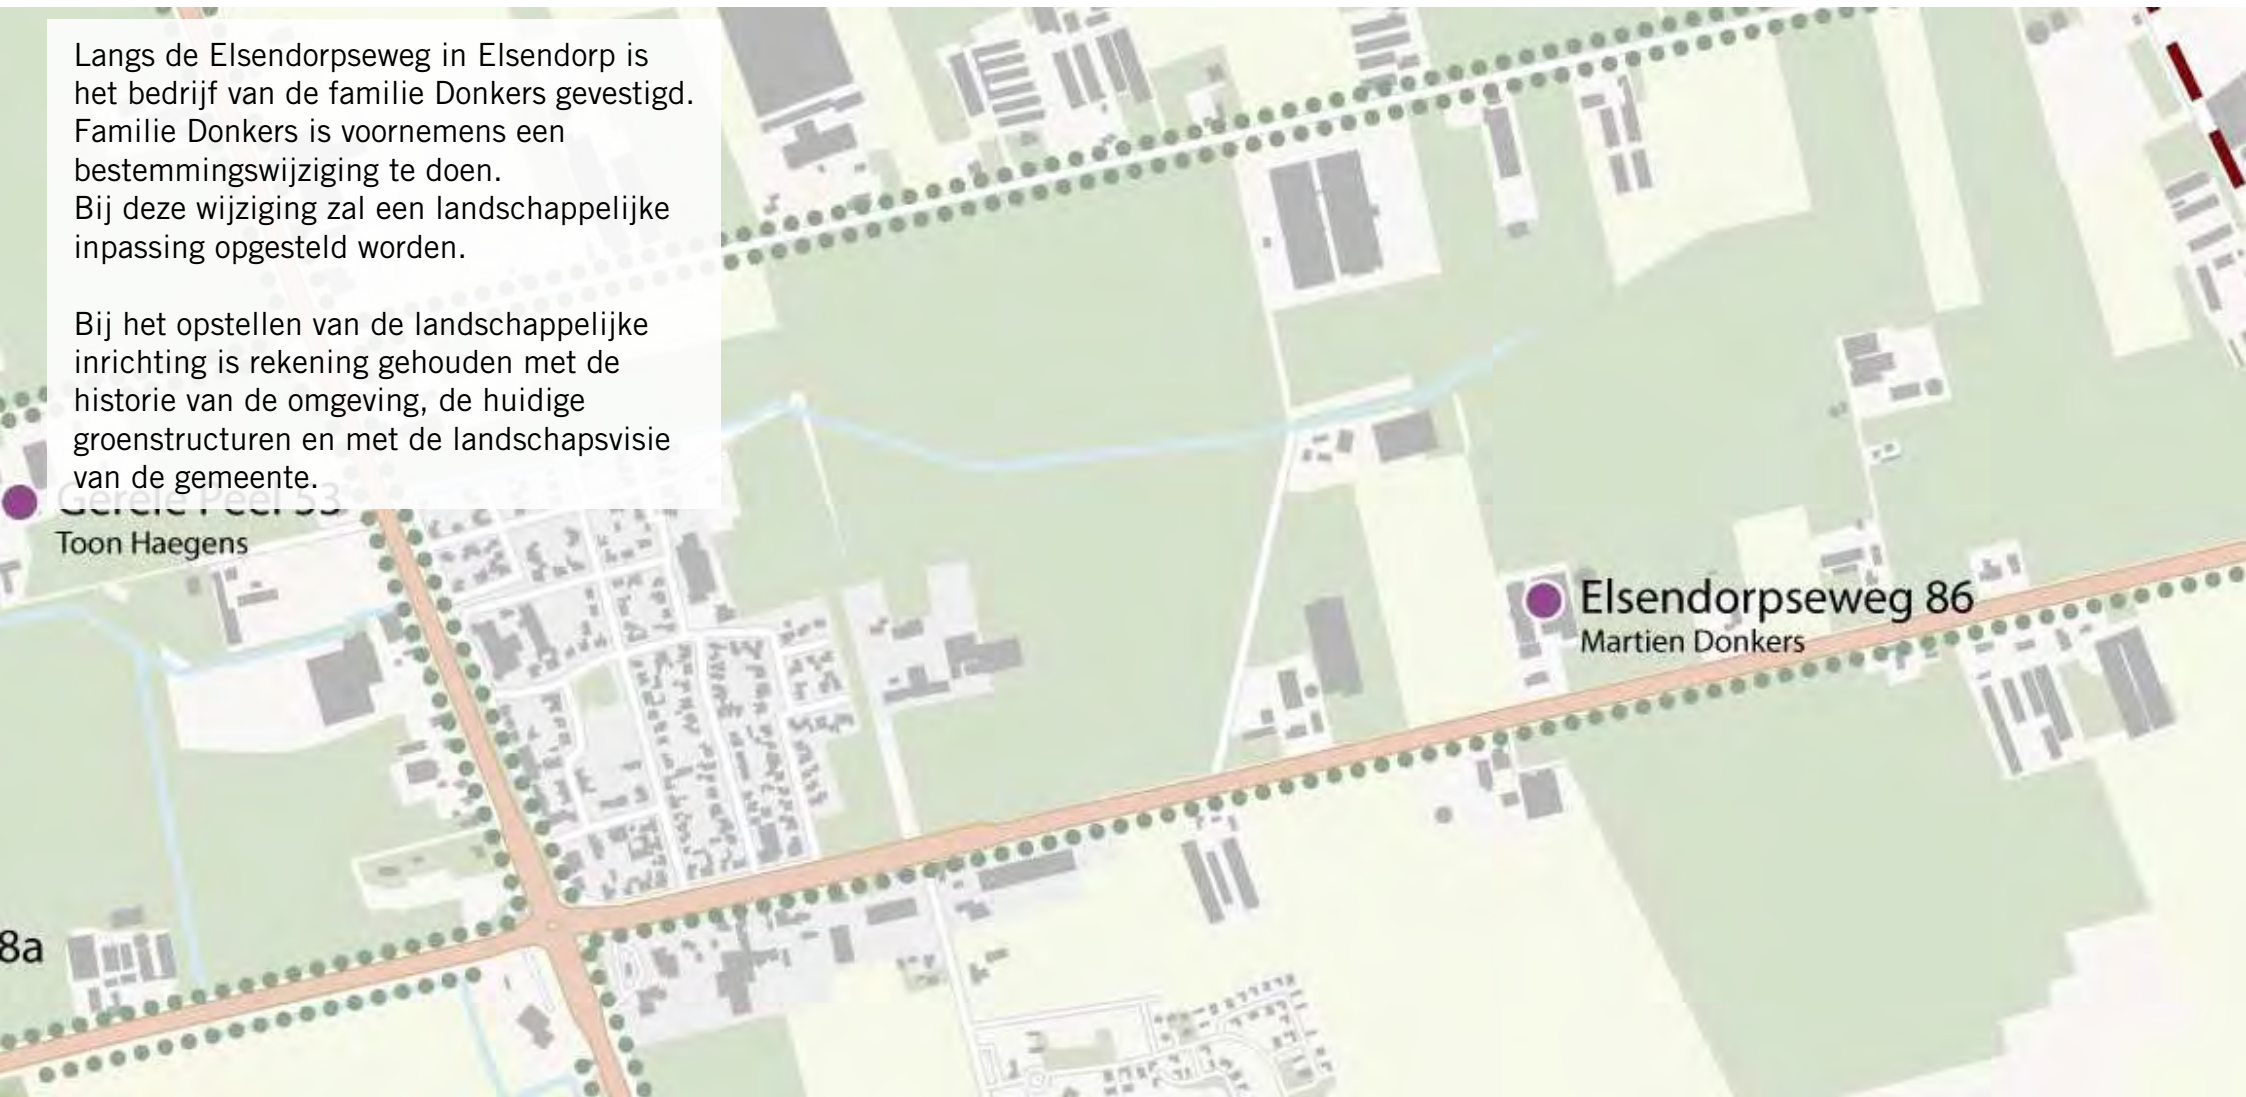 Langs de Elsendorpseweg in Elsendorp is
het bedrijf van de familie Donkers gevestigd.
Familie Donkers is voornemens een
bestemmingswijziging te doen.
Bij deze wijziging zal een landschappelijke
inpassing opgesteld worden.
Bij het opstellen van de landschappelijke
inrichting is rekening gehouden met de
historie van de omgeving, de huidige
groenstructuren en met de landschapsvisie
van de gemeente.
Gerele Peel 53
Toon Haegens
Elsendorpseweg 86
Martien Donkers
8a